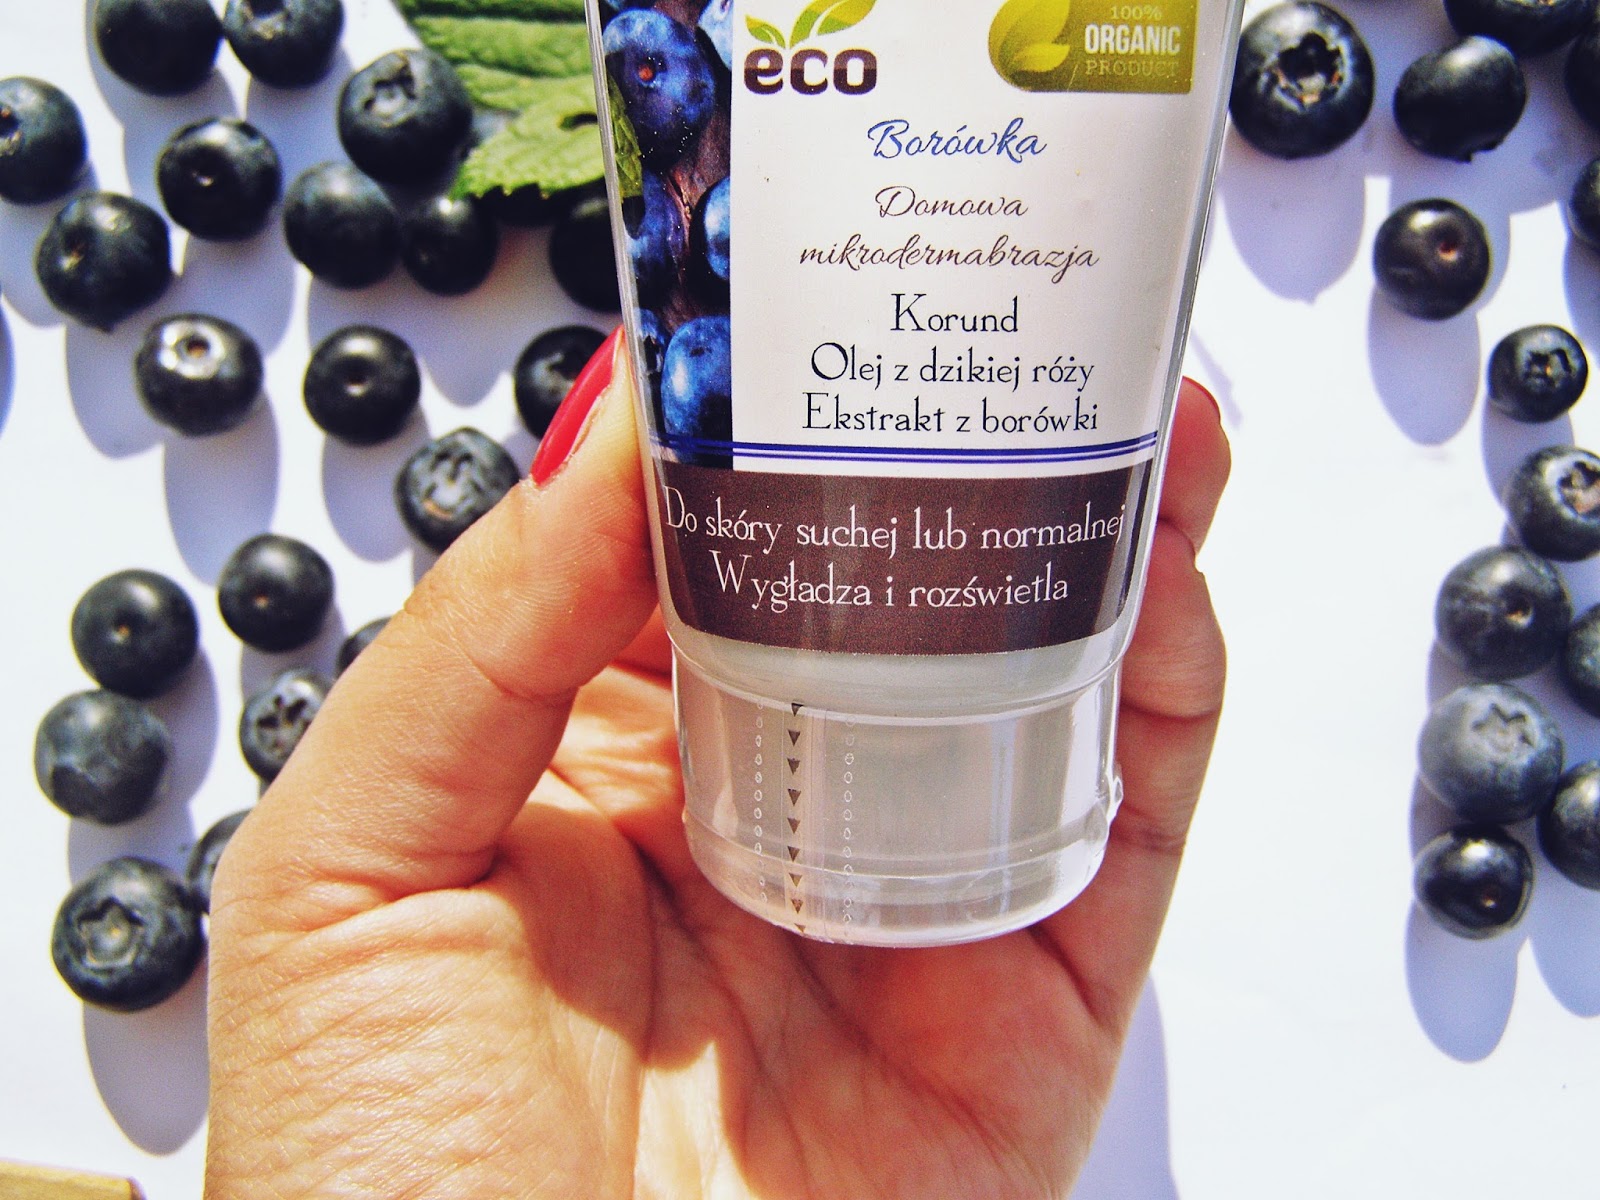 eco
100%
ORGANIC
PRODUCT
Borówka
Domowa
mikrodermabrazja
Korund
Olej z dzikiej róży
Ekstrakt z borówki
Do skóry suchej lub normalnej
Wygładza i rozświetla